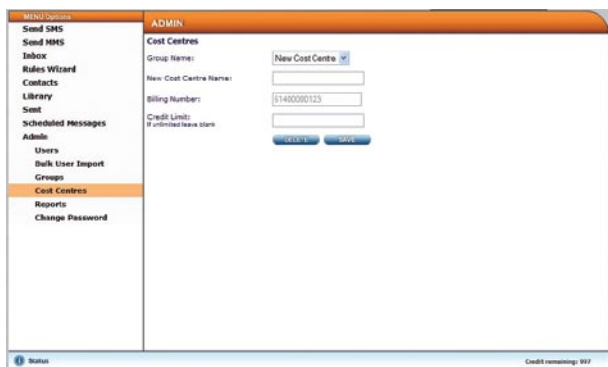 MENU Options
Send SMS
Send MMS
Inbox
Rules Wizard
Contacts
Library
Sent
Scheduled Messages
Admin
Users
Bulk User Import
Groups
Cost Centres
Reports
Change Password
ADMIN
Cost Centres
Group Name:
New Cost Centre
New Cost Centre Name:
Billing Number:
61400000123
Credit Limit:
If unlimited leave blank
DELETE
SAVE
Status
Credit remaining: 997